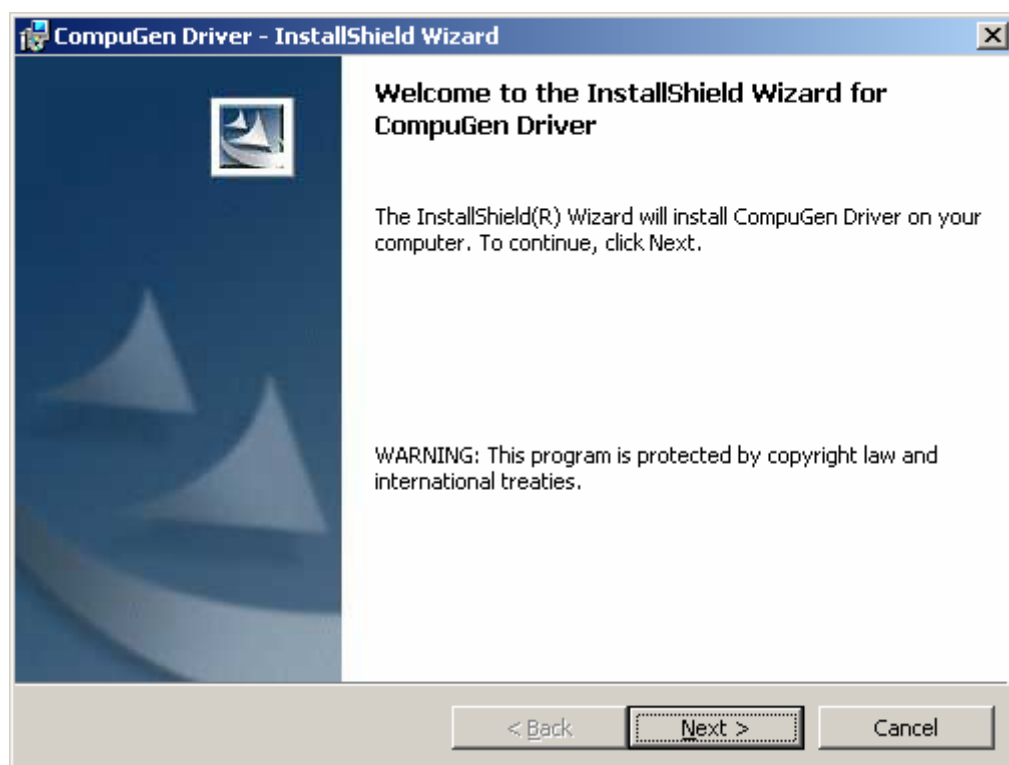 CompuGen Driver - InstallShield Wizard
Welcome to the InstallShield Wizard for
CompuGen Driver
The InstallShield(R) Wizard will install CompuGen Driver on your
computer. To continue, click Next.
WARNING: This program is protected by copyright law and
international treaties.
< Back
Next >
Cancel